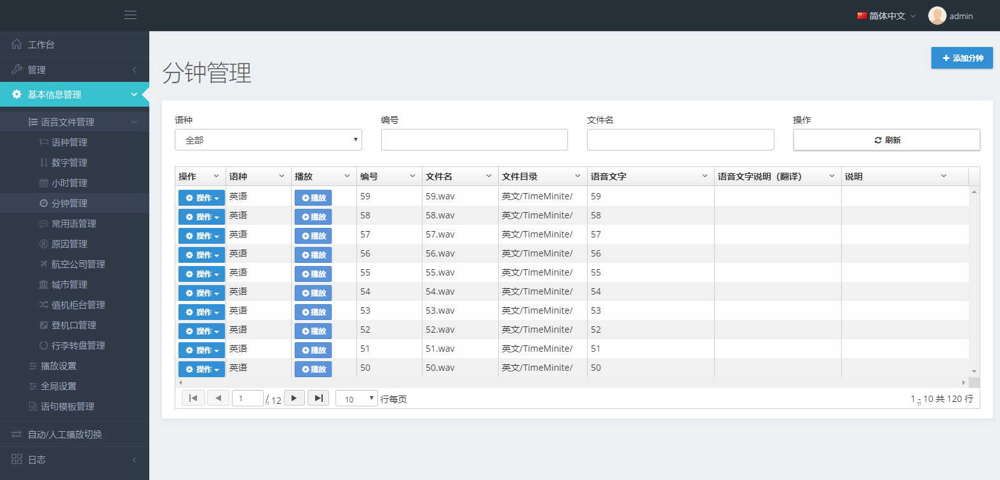 简体中文 admin
工作台
管理
基本信息管理
语音文件管理
语种管理
数字管理
小时管理
分钟管理
常用语管理
原因管理
航空公司管理
城市管理
值机柜台管理
登机口管理
行李转盘管理
播放设置
全局设置
语句模板管理
自动/人工播放切换
日志
分钟管理
添加分钟
语种 编号 文件名 操作
全部 刷新
操作 语种 播放 编号 文件名 文件目录 语音文字 语音文字说明（翻译） 说明
操作 英语 播放 59 59.wav 英文/TimeMinite/ 59
操作 英语 播放 58 58.wav 英文/TimeMinite/ 58
操作 英语 播放 57 57.wav 英文/TimeMinite/ 57
操作 英语 播放 56 56.wav 英文/TimeMinite/ 56
操作 英语 播放 55 55.wav 英文/TimeMinite/ 55
操作 英语 播放 54 54.wav 英文/TimeMinite/ 54
操作 英语 播放 53 53.wav 英文/TimeMinite/ 53
操作 英语 播放 52 52.wav 英文/TimeMinite/ 52
操作 英语 播放 51 51.wav 英文/TimeMinite/ 51
操作 英语 播放 50 50.wav 英文/TimeMinite/ 50
1 / 12 10 行每页 1 - 10 共 120 行